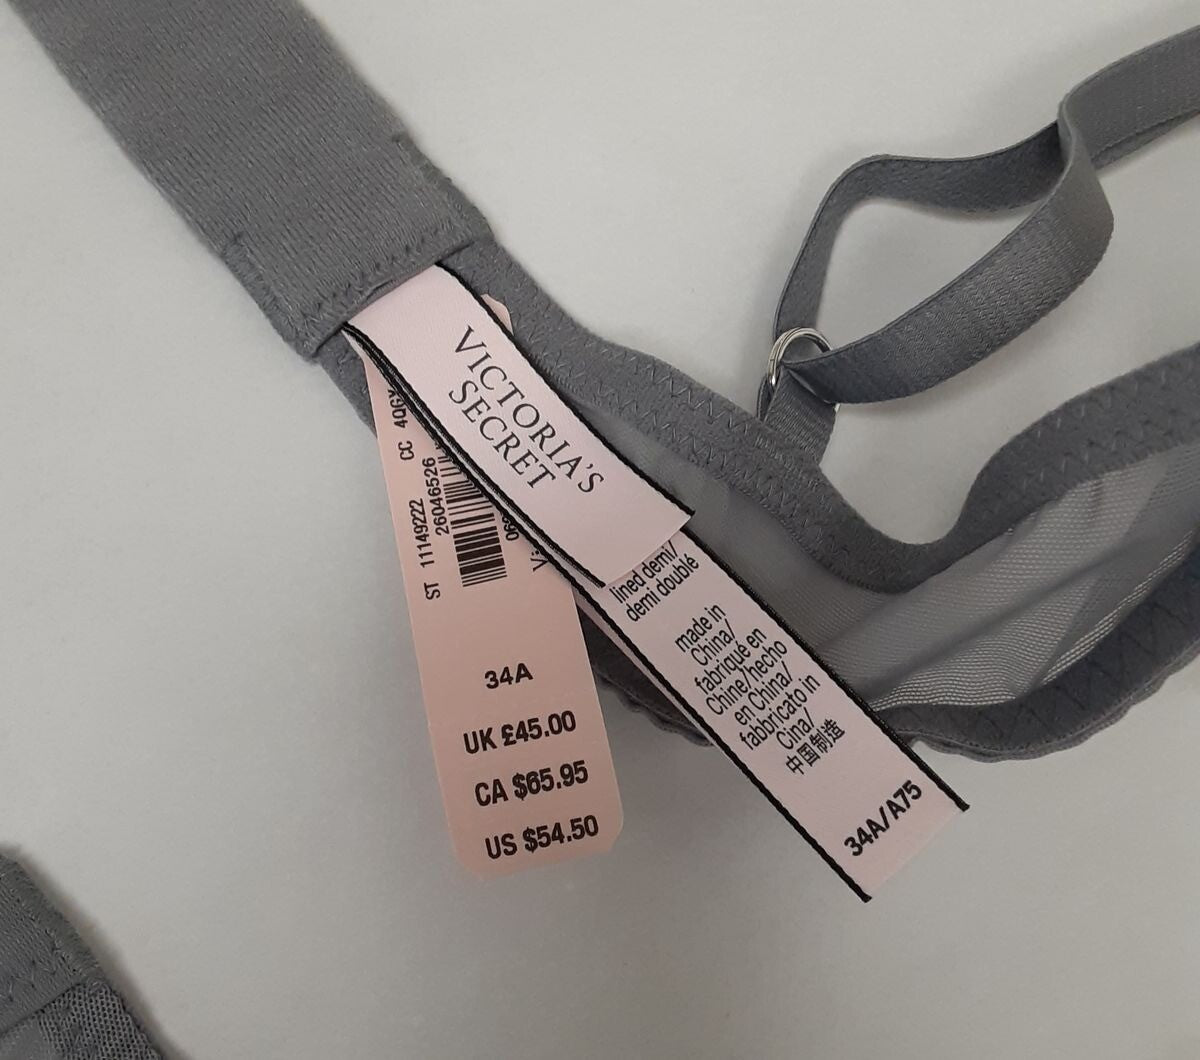 VICTORIA'S
SECRET
lined demi/
demi doublé
made in
China/
fabriqué en
Chine/hecho
en China/
fabbricato in
Cina/
中国制造
34A/A75
ST 11149222 CC
26046526
34A
UK £45.00
CA $65.95
US $54.50